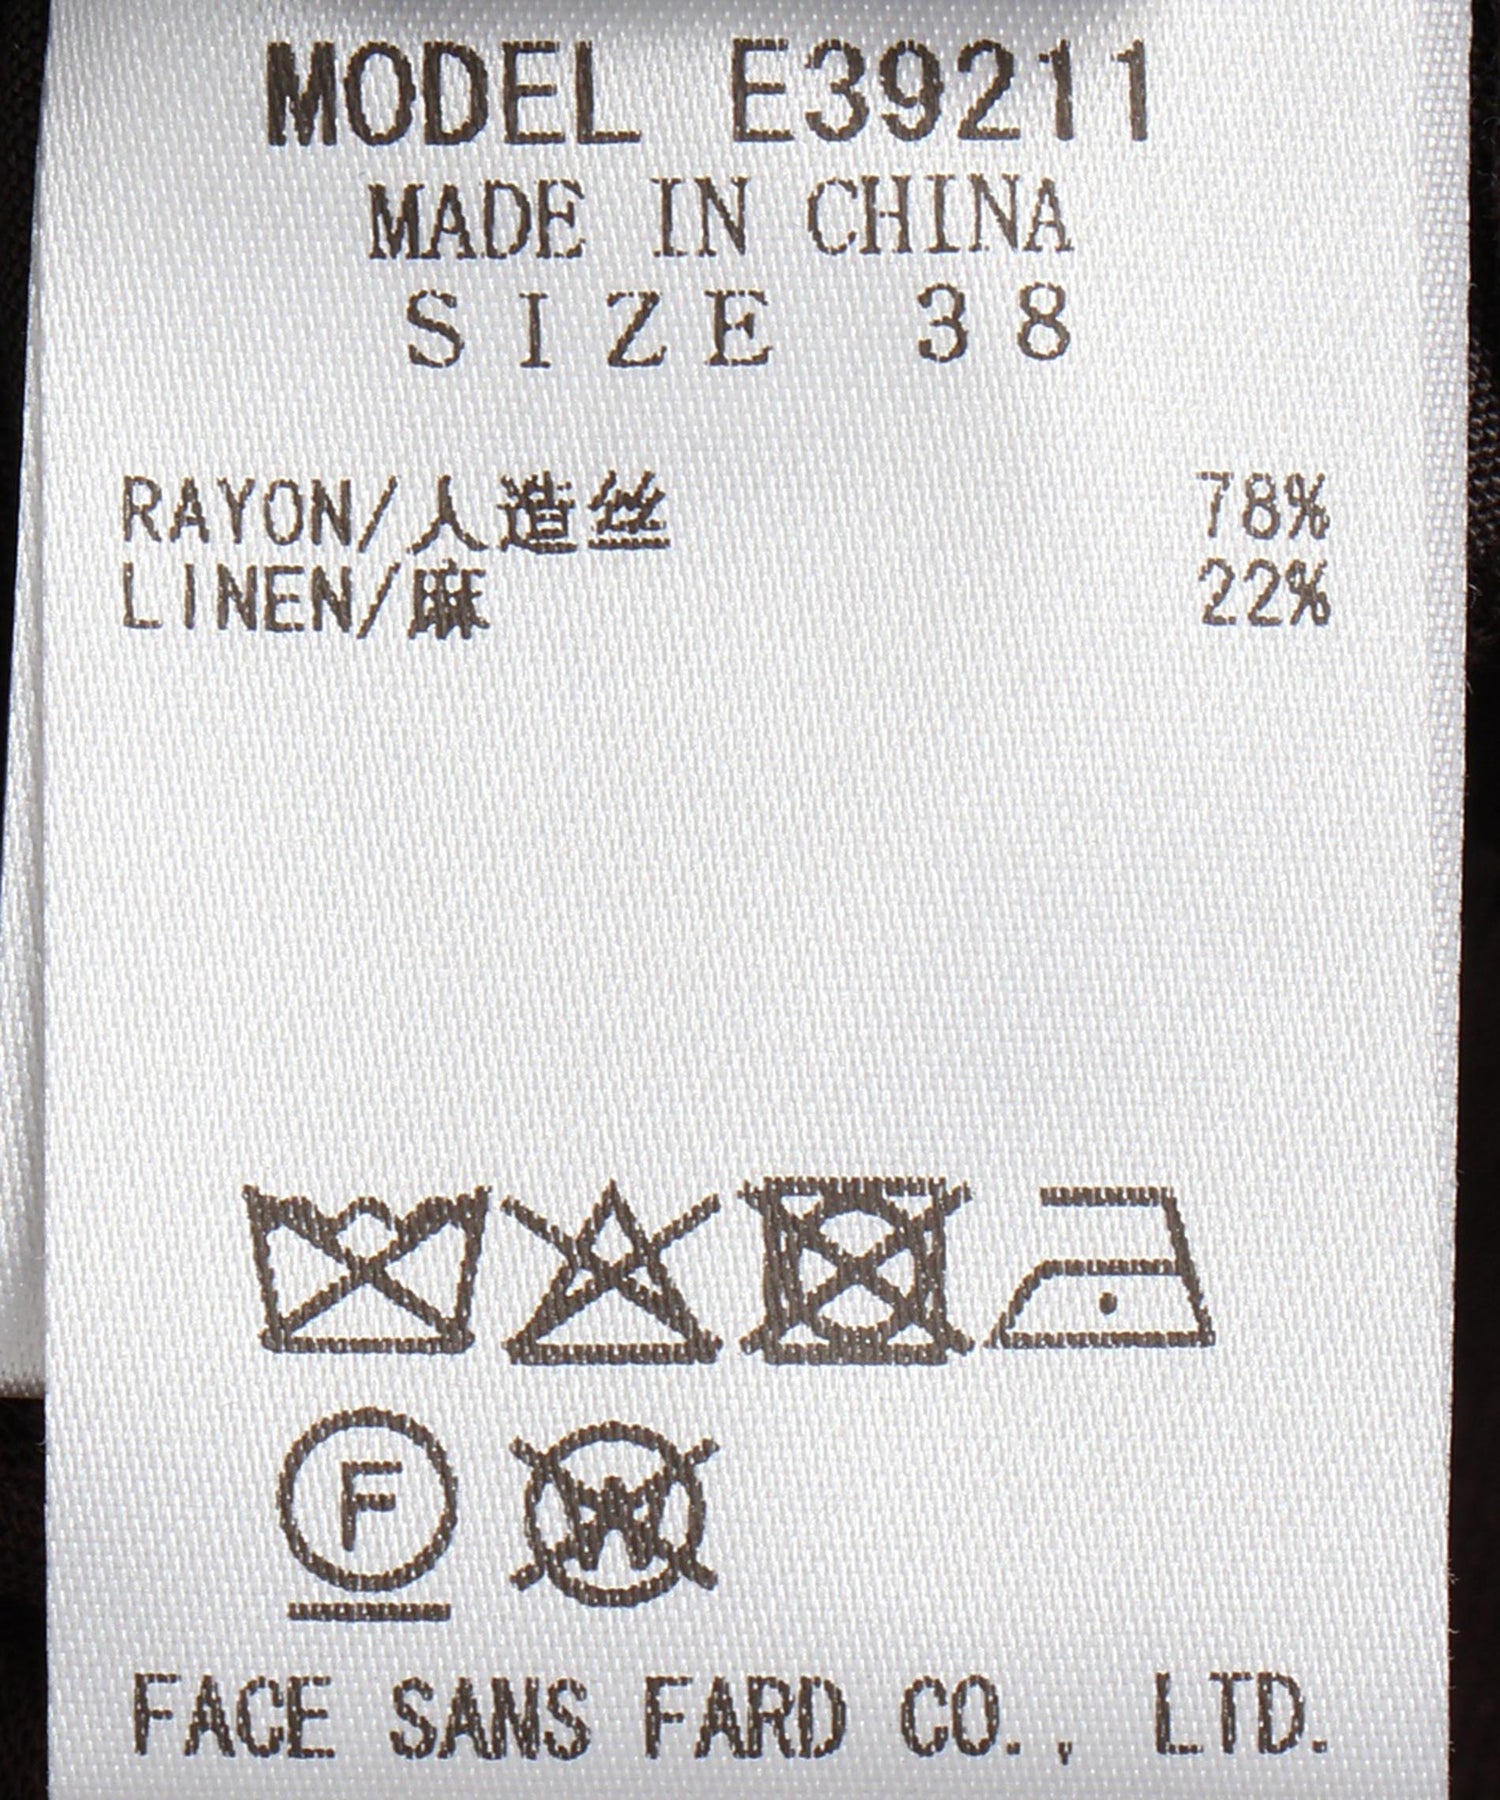 MODEL E39211
MADE IN CHINA
SIZE 38
RAYON/人造丝 78%
LINEN/麻 22%
F W
FACE SANS FARD CO., LTD.